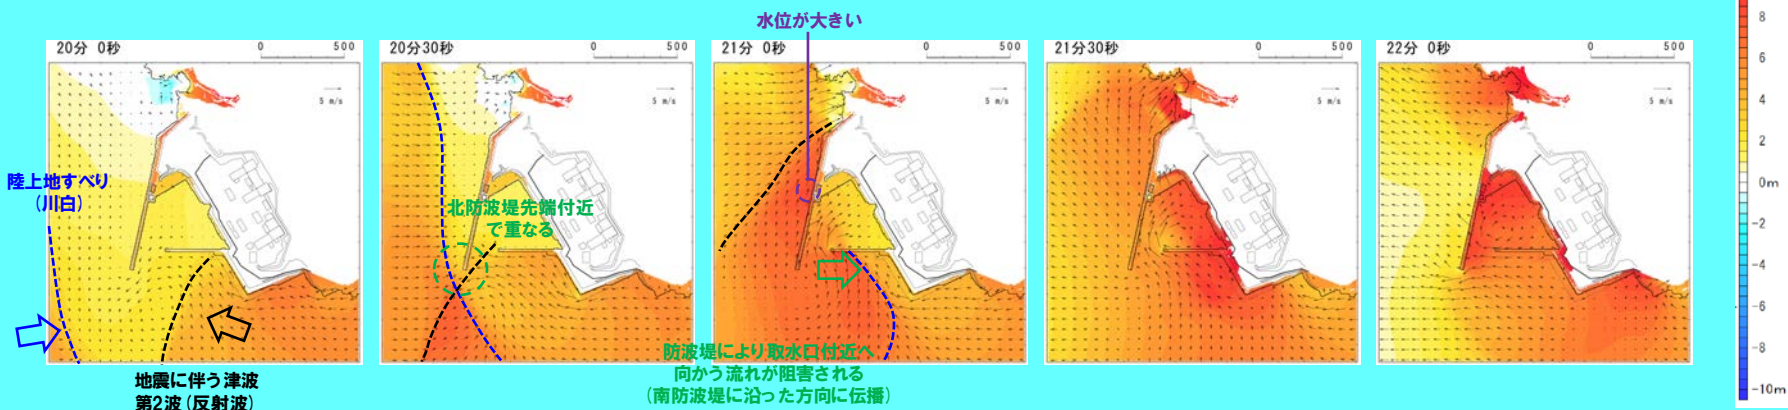 水位が大きい
20分 0秒
0 500
5 m/s
20分30秒
0 500
5 m/s
21分 0秒
0 500
5 m/s
21分30秒
0 500
5 m/s
22分 0秒
0 500
5 m/s
陸上地すべり
(川白)
北防波堤先端付近
で重なる
地震に伴う津波
第2波(反射波)
防波堤により取水口付近へ
向かう流れが阻害される
(南防波堤に沿った方向に伝播)
8
6
4
2
0m
-2
-4
-6
-8
-10m